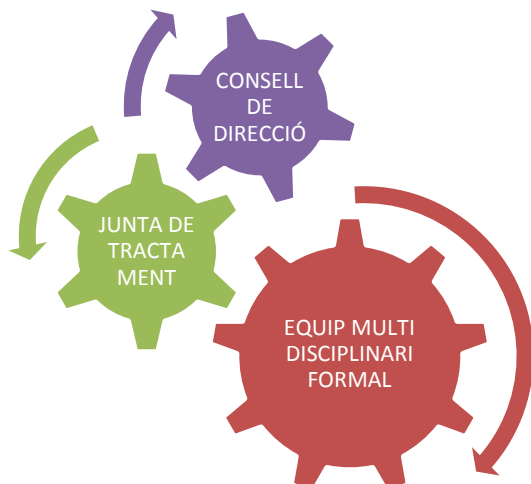 CONSELL
DE
DIRECCIÓ
JUNTA DE
TRACTA
MENT
EQUIP MULTI
DISCIPLINARI
FORMAL